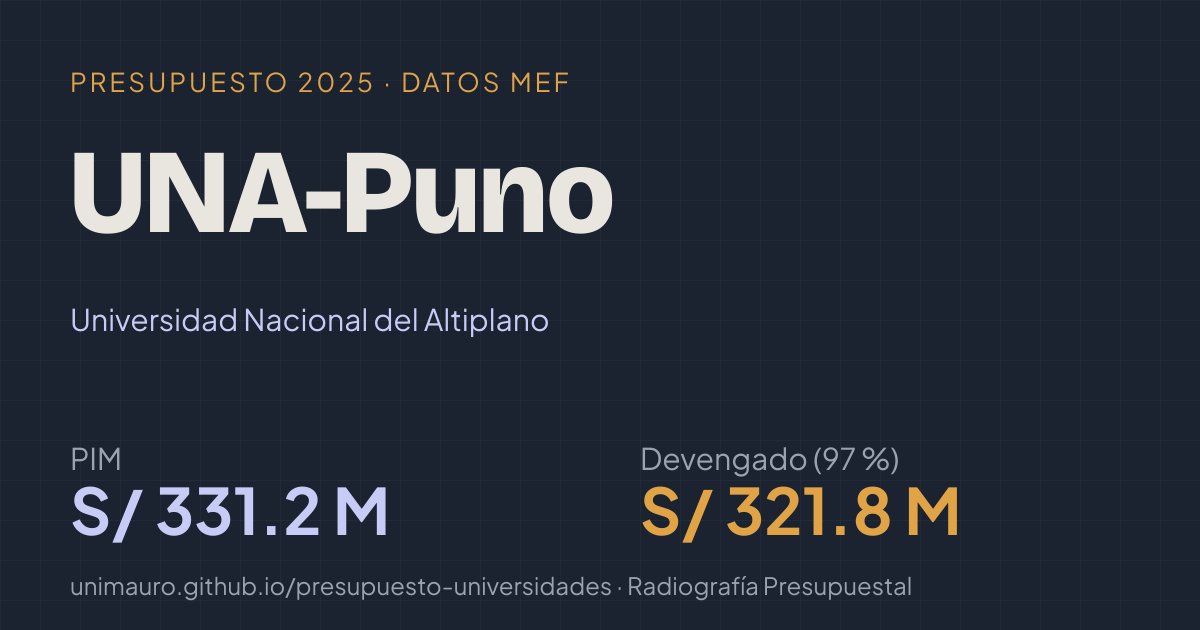 PRESUPUESTO 2025 · DATOS MEF
UNA-Puno
Universidad Nacional del Altiplano
PIM
S/ 331.2 M
Devengado (97 %)
S/ 321.8 M
unimauro.github.io/presupuesto-universidades · Radiografía Presupuestal